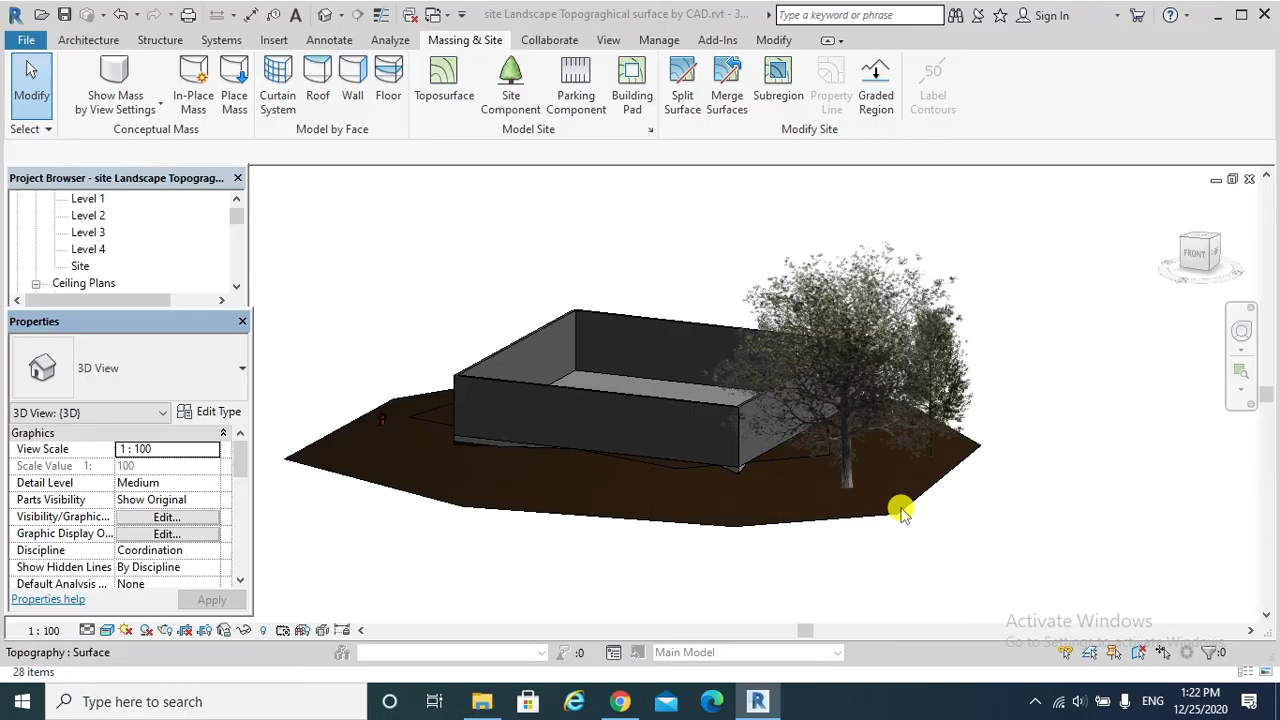 site Landscape Topograghical surface by CAD.rvt - 3...
Type a keyword or phrase
Sign In
File Architecture Structure Systems Insert Annotate Analyze Massing & Site Collaborate View Manage Add-Ins Modify
Modify
Show Mass
by View Settings
In-Place
Mass
Place
Mass
Curtain
System
Roof
Wall
Floor
Toposurface
Site
Component
Parking
Component
Building
Pad
Split
Surface
Merge
Surfaces
Subregion
Property
Line
Graded
Region
50
Label
Contours
Select
Conceptual Mass
Model by Face
Model Site
Modify Site
Project Browser - site Landscape Topograg...
Level 1
Level 2
Level 3
Level 4
Site
Ceiling Plans
Properties
3D View
3D View: {3D}
Edit Type
Graphics
View Scale 1 : 100
Scale Value 1: 100
Detail Level Medium
Parts Visibility Show Original
Visibility/Graphic... Edit...
Graphic Display O... Edit...
Discipline Coordination
Show Hidden Lines By Discipline
Default Analysis ... None
Properties help
Apply
FRONT
Activate Windows
Go to Settings to activate Windows.
1 : 100
Topography : Surface
:0
Main Model
:0
28 items
Type here to search
ENG
1:22 PM
12/25/2020